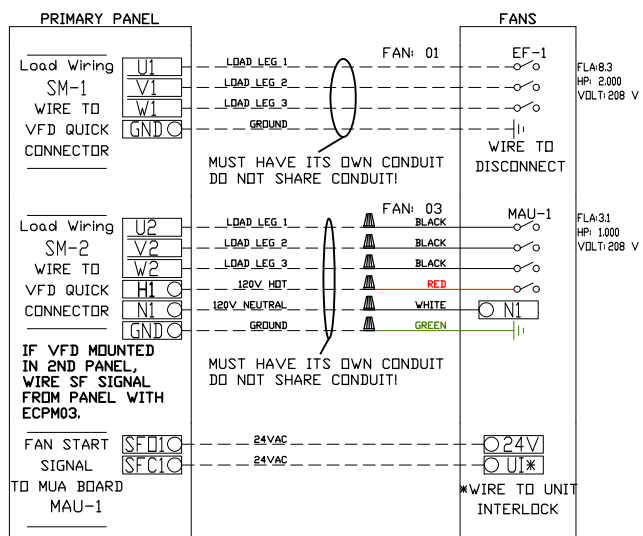 PRIMARY PANEL
FANS
Load Wiring
SM-1
WIRE TO
VFD QUICK
CONNECTOR
U1
V1
W1
GND
LOAD LEG 1
LOAD LEG 2
LOAD LEG 3
GROUND
FAN: 01
EF-1
FLA:8.3
HP: 2.000
VOLT: 208 V
WIRE TO
DISCONNECT
MUST HAVE ITS OWN CONDUIT
DO NOT SHARE CONDUIT!
Load Wiring
SM-2
WIRE TO
VFD QUICK
CONNECTOR
U2
V2
W2
H1
N1
GND
LOAD LEG 1
LOAD LEG 2
LOAD LEG 3
120V HOT
120V NEUTRAL
GROUND
FAN: 03
BLACK
BLACK
BLACK
RED
WHITE
GREEN
MAU-1
N1
FLA:3.1
HP: 1.000
VOLT: 208 V
IF VFD MOUNTED
IN 2ND PANEL,
WIRE SF SIGNAL
FROM PANEL WITH
ECPM03.
MUST HAVE ITS OWN CONDUIT
DO NOT SHARE CONDUIT!
FAN START
SIGNAL
TO MUA BOARD
MAU-1
SFO1
SFC1
24VAC
24VAC
24V
UI*
*WIRE TO UNIT
INTERLOCK